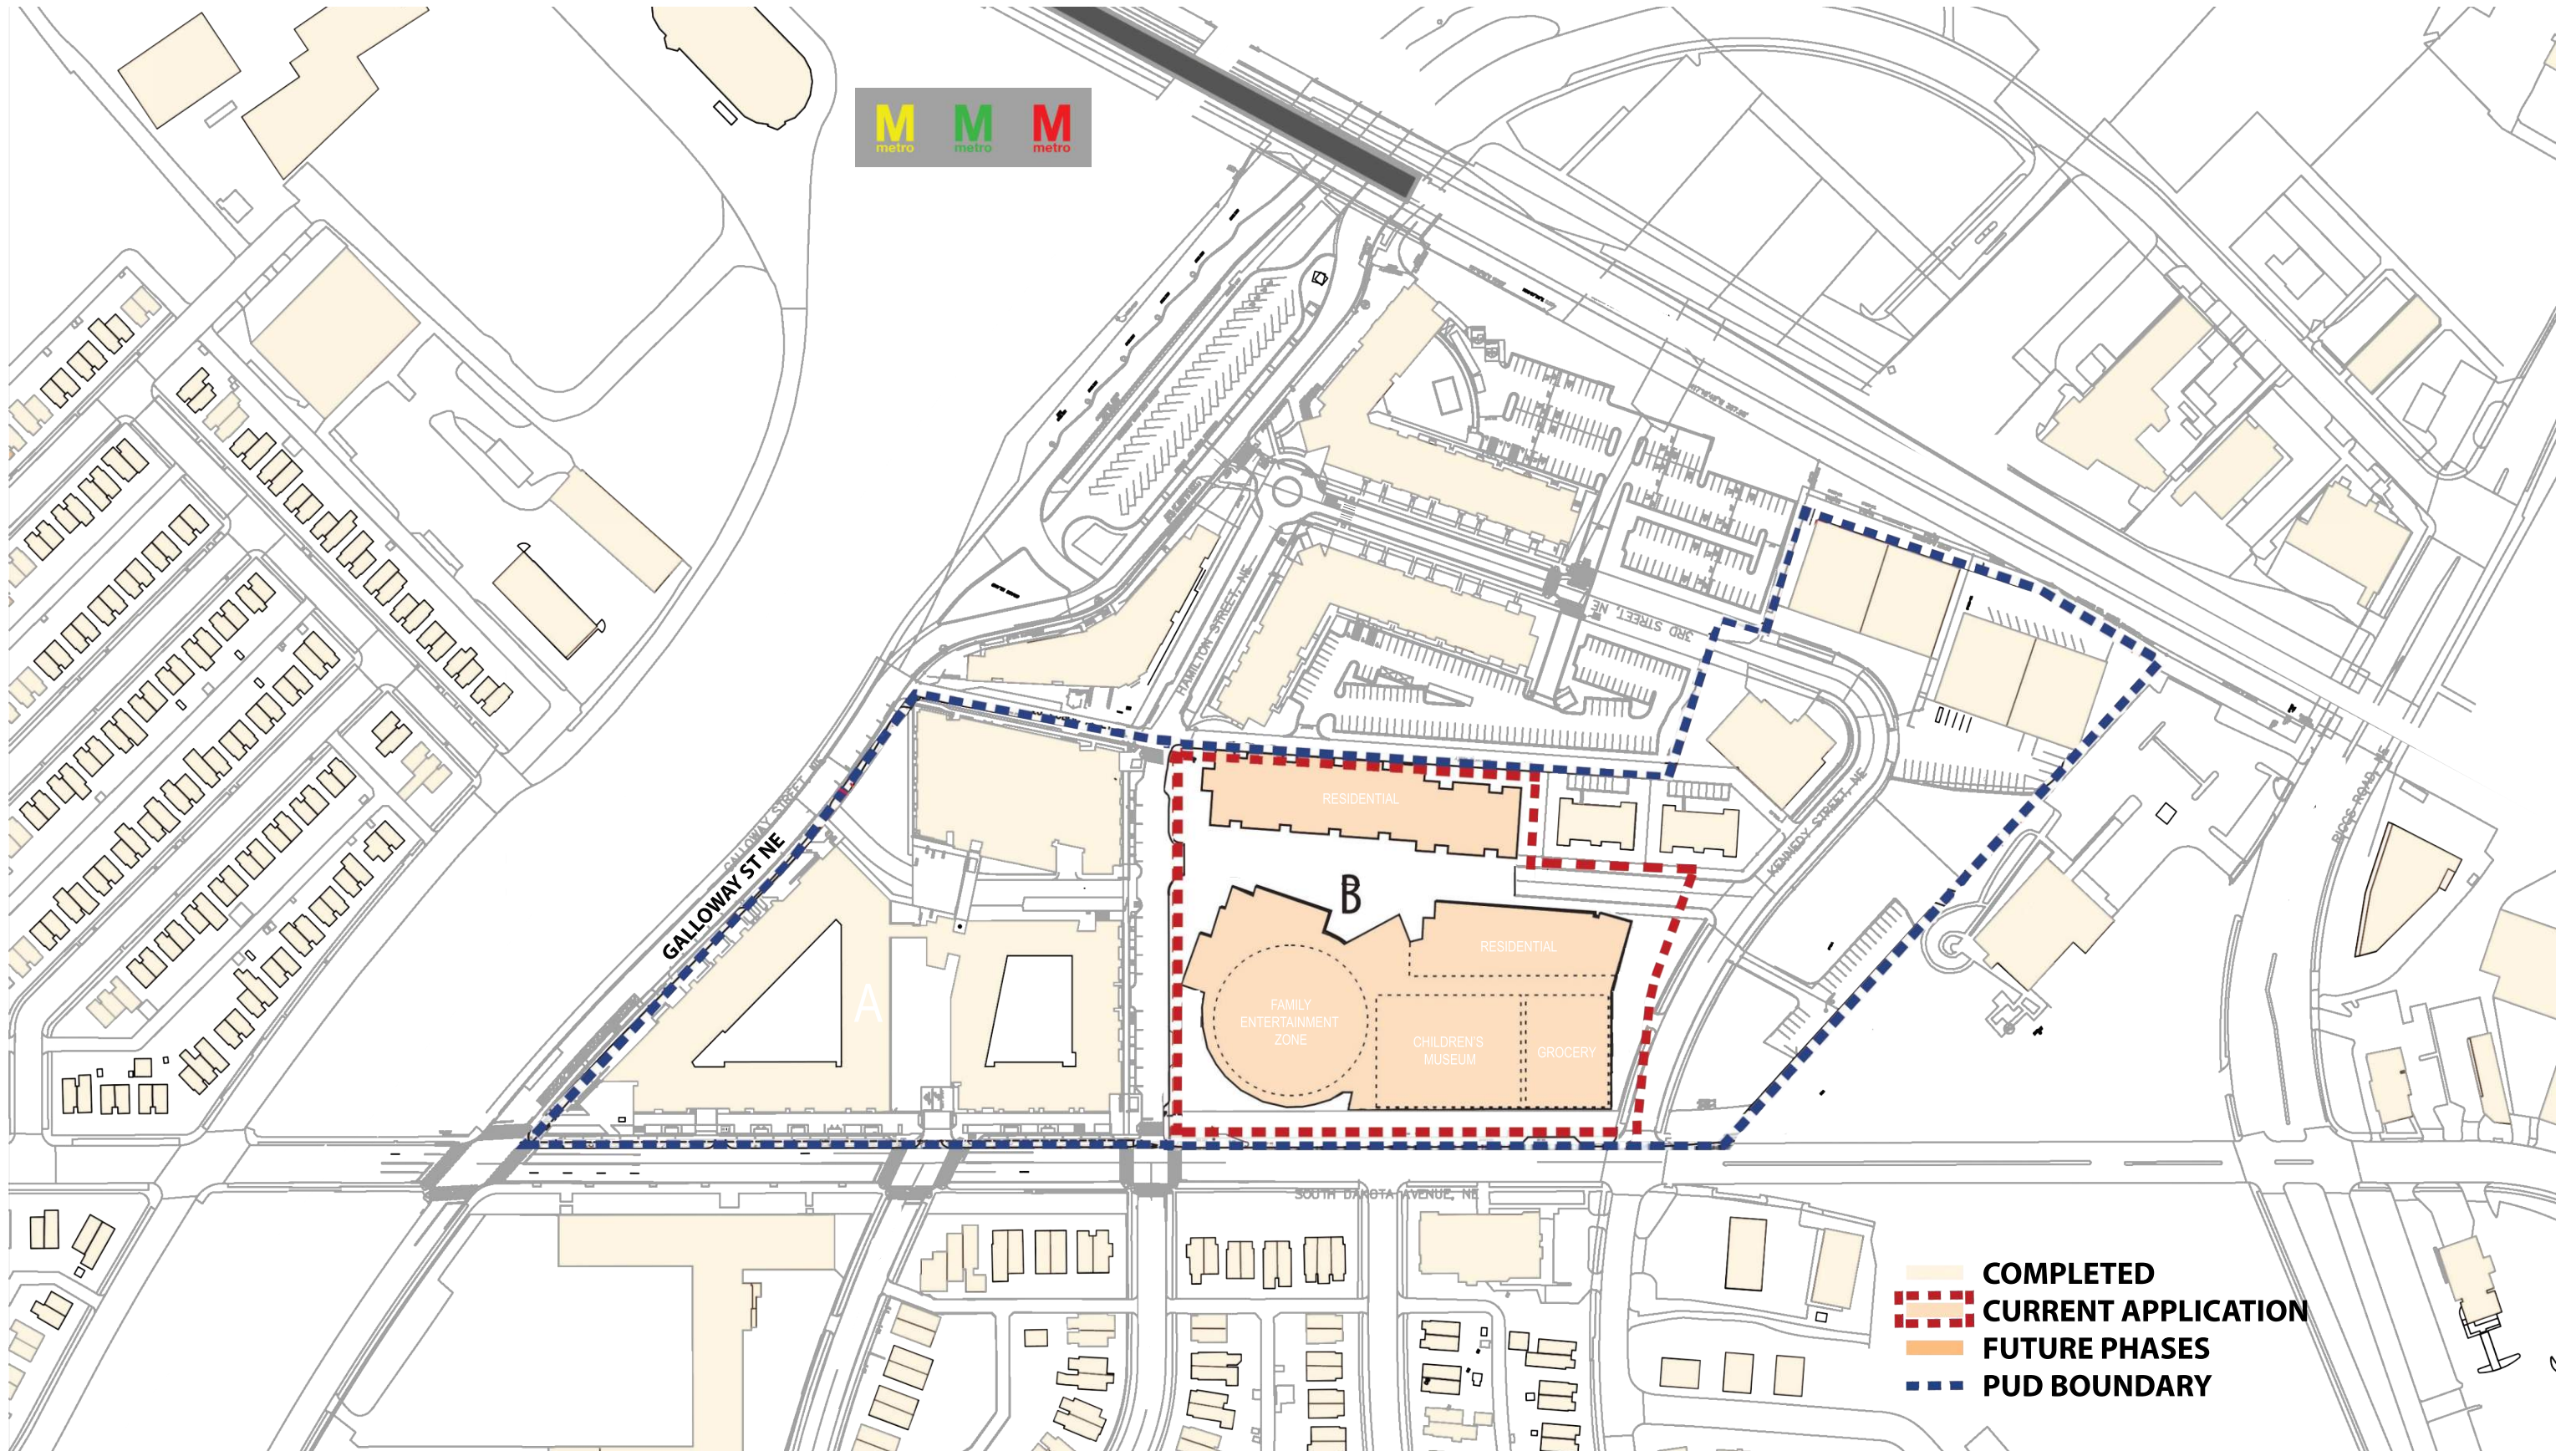 M M M
metro metro metro
HAMILTON STREET, NE
3RD STREET, NE
GALLOWAY STREET, NE
GALLOWAY ST NE
KENNEDY STREET, NE
RIGGS ROAD, NE
RESIDENTIAL
B
RESIDENTIAL
A
FAMILY
ENTERTAINMENT
ZONE
CHILDREN'S
MUSEUM
GROCERY
SOUTH DAKOTA AVENUE, NE
COMPLETED
CURRENT APPLICATION
FUTURE PHASES
PUD BOUNDARY